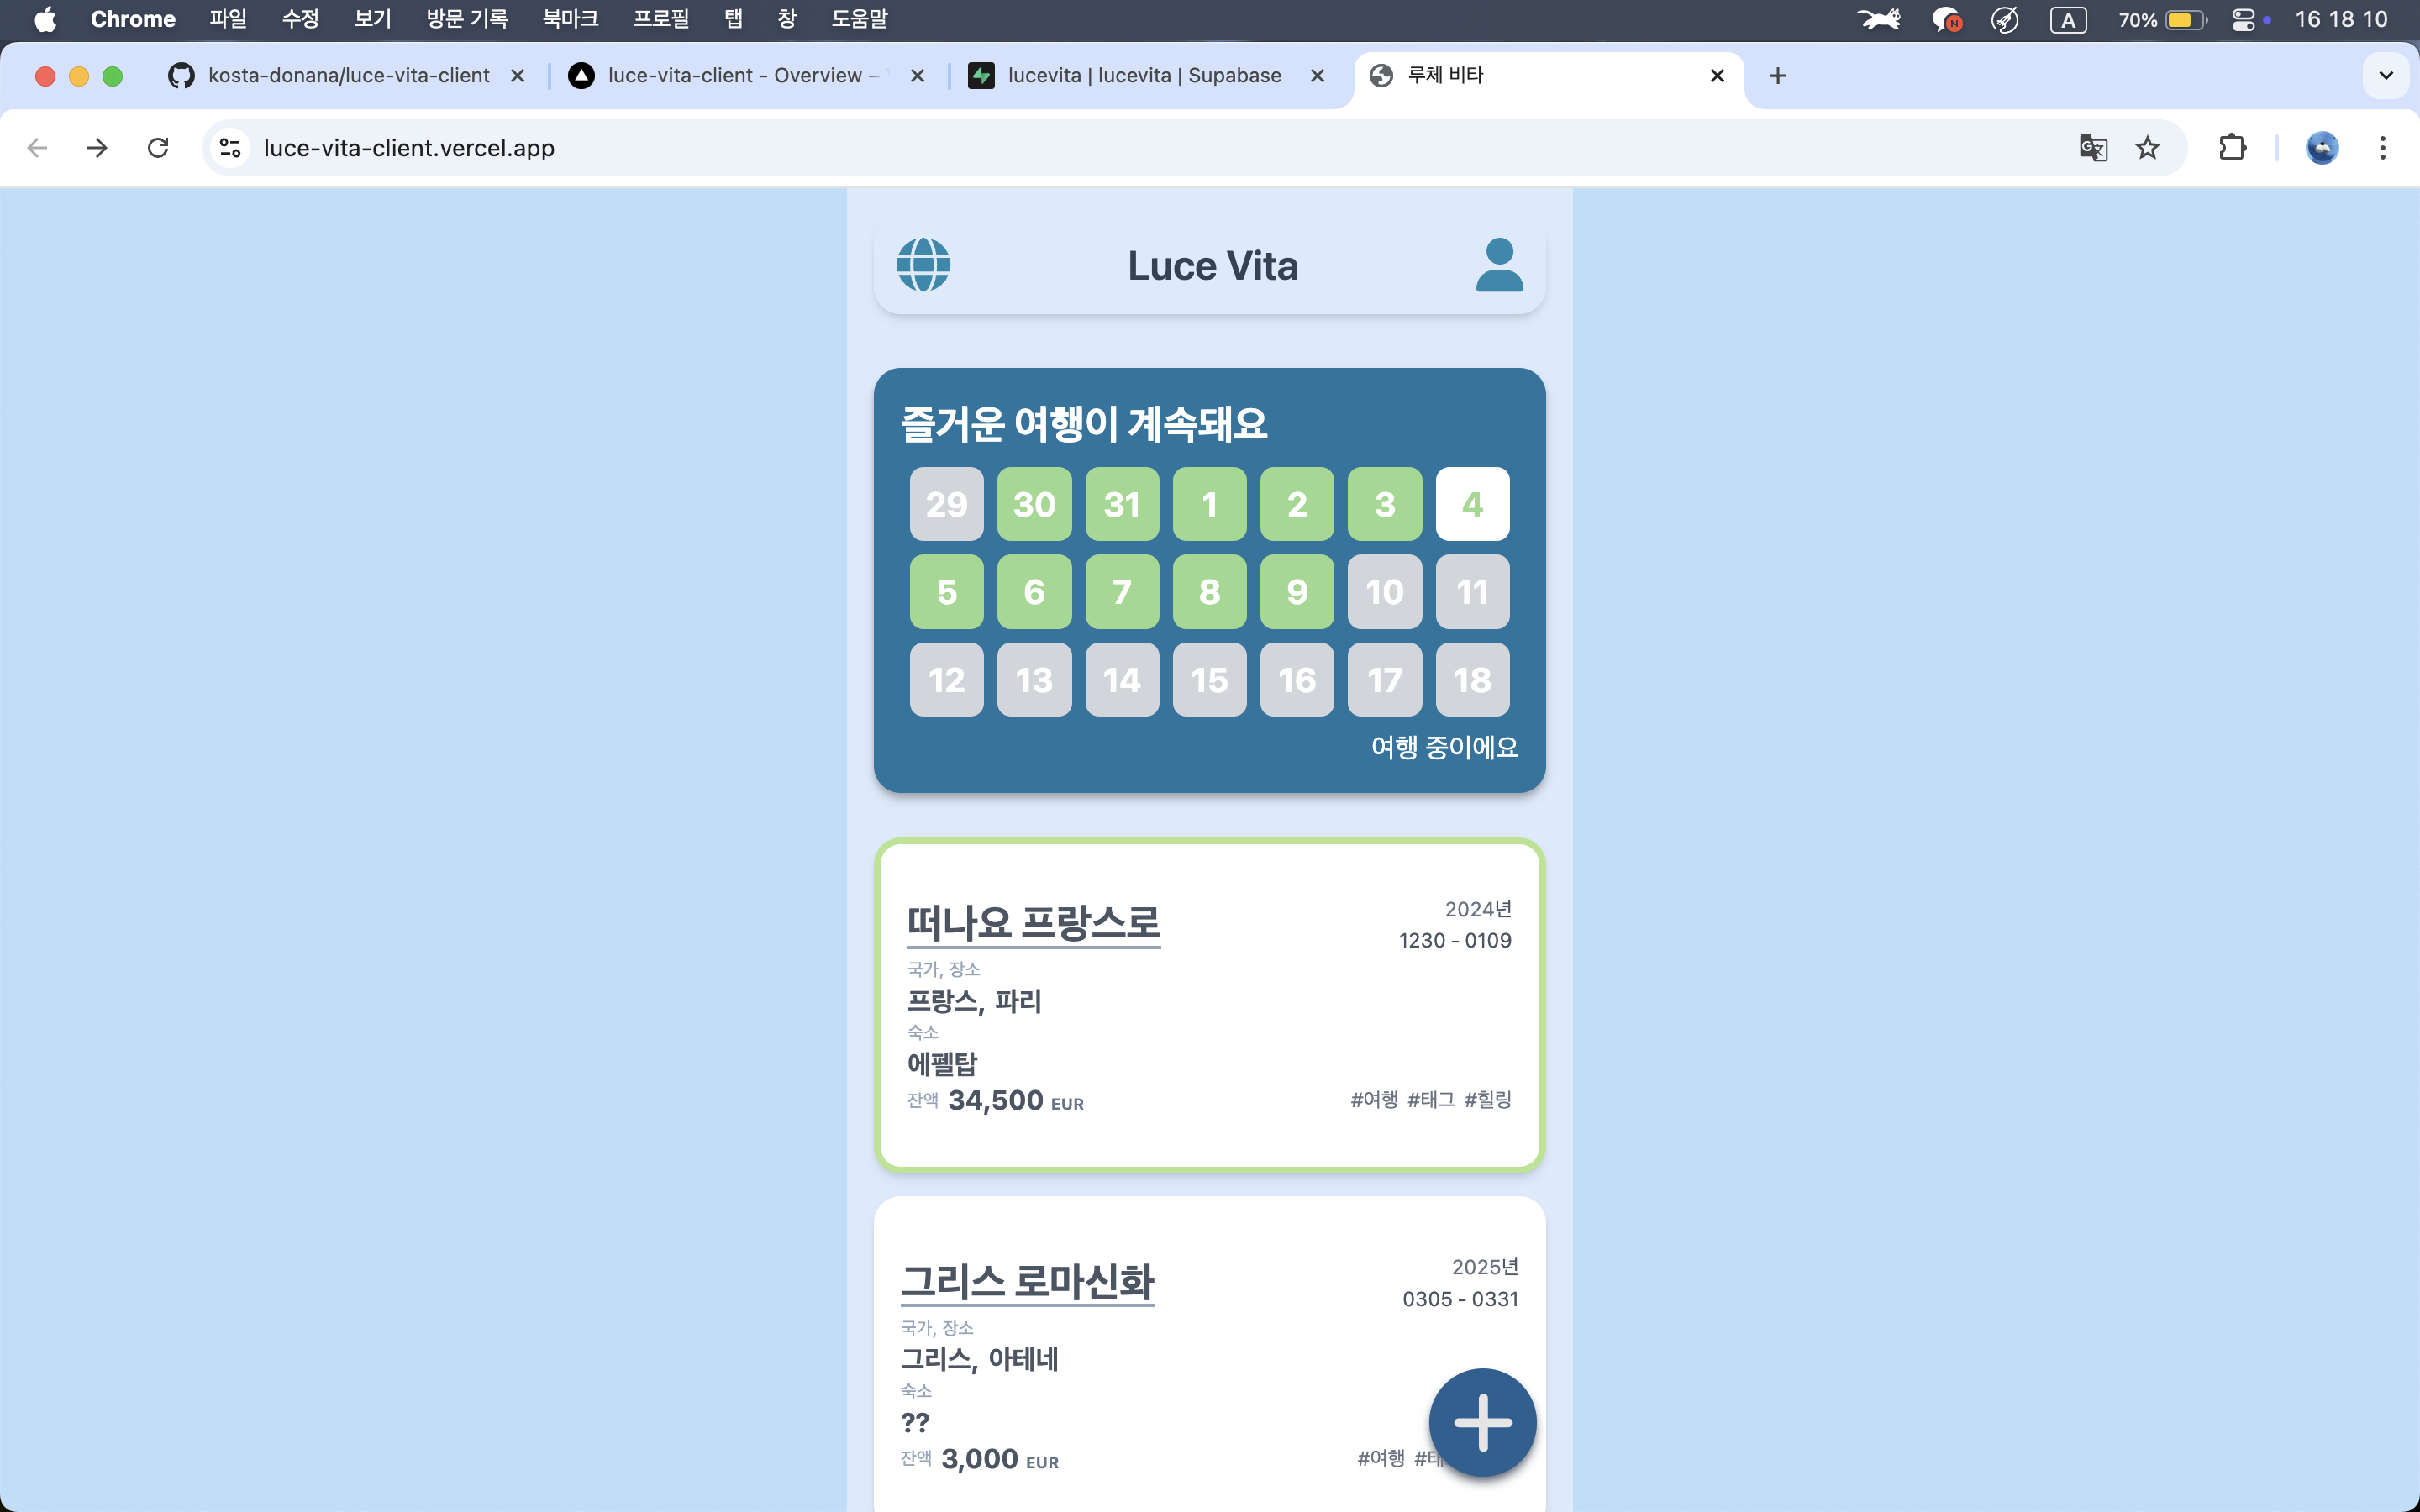 Chrome 파일 수정 보기 방문 기록 북마크 프로필 탭 창 도움말 A 70% 16 18 10
kosta-donana/luce-vita-client luce-vita-client - Overview – lucevita | lucevita | Supabase 루체 비타
luce-vita-client.vercel.app
Luce Vita
즐거운 여행이 계속돼요
29 30 31 1 2 3 4
5 6 7 8 9 10 11
12 13 14 15 16 17 18
여행 중이에요
떠나요 프랑스로
2024년
1230 - 0109
국가, 장소
프랑스, 파리
숙소
에펠탑
잔액 34,500 EUR #여행 #태그 #힐링
그리스 로마신화
2025년
0305 - 0331
국가, 장소
그리스, 아테네
숙소
??
잔액 3,000 EUR #여행